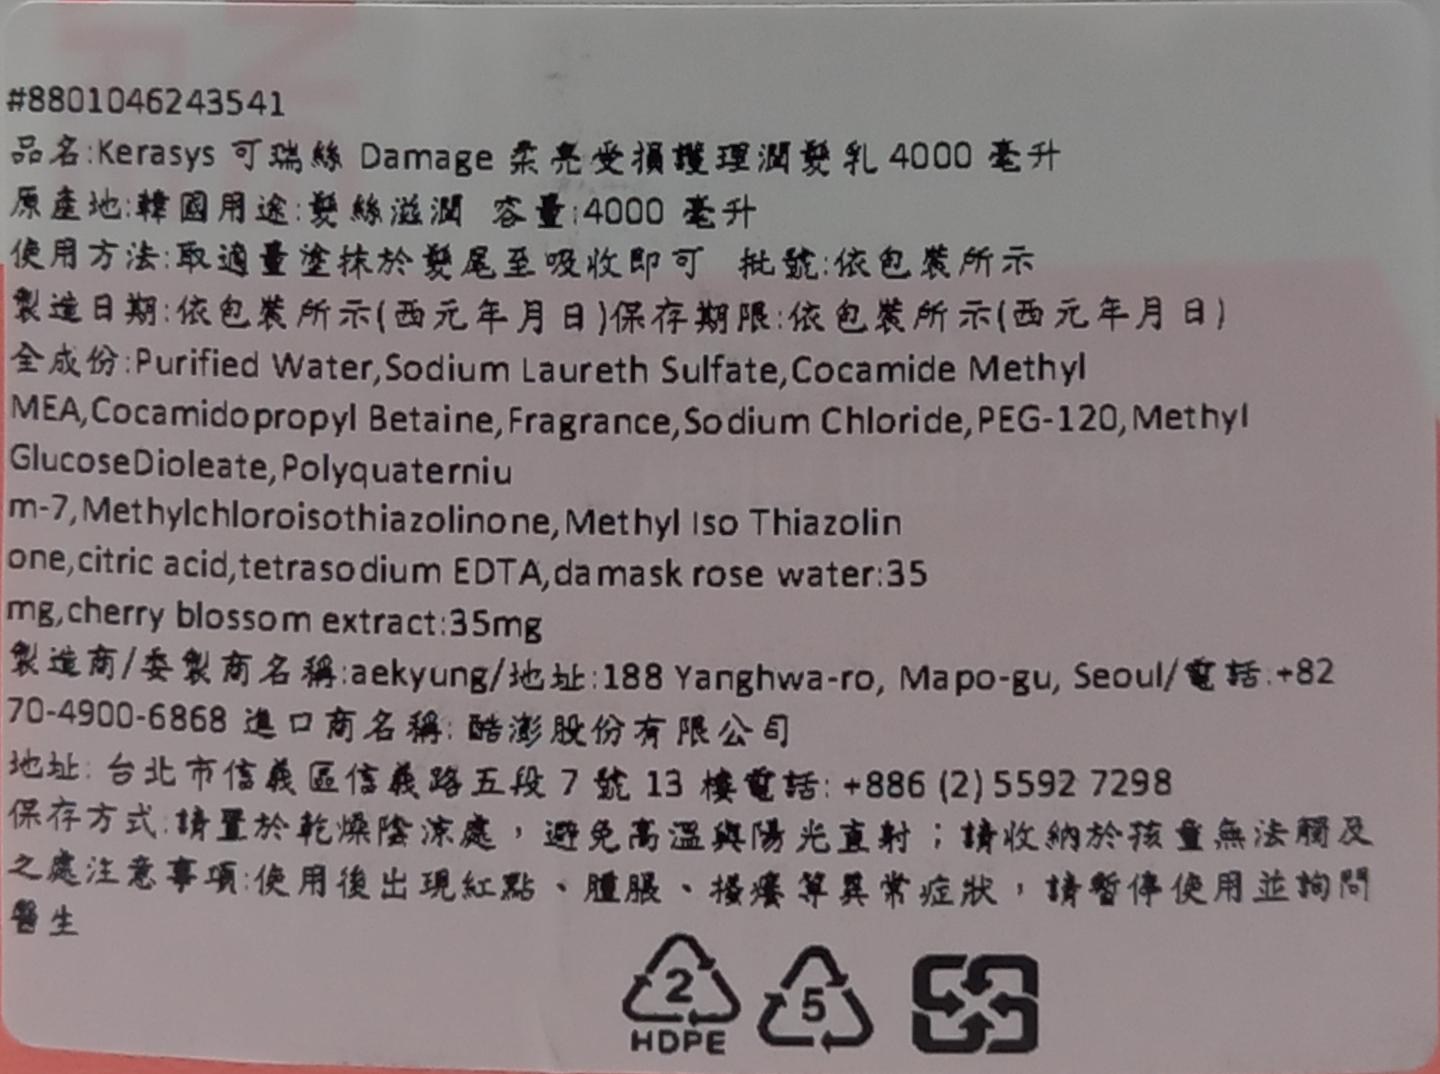 #8801046243541
品名:Kerasys 可瑞絲 Damage 柔亮受損護理潤髮乳 4000 毫升
原產地:韓國用途:髮絲滋潤 容量:4000 毫升
使用方法:取適量塗抹於髮尾至吸收即可 批號:依包裝所示
製造日期:依包裝所示(西元年月日)保存期限:依包裝所示(西元年月日)
全成份:Purified Water,Sodium Laureth Sulfate,Cocamide Methyl
MEA,Cocamidopropyl Betaine,Fragrance,Sodium Chloride,PEG-120,Methyl
GlucoseDioleate,Polyquaterniu
m-7,Methylchloroisothiazolinone,Methyl Iso Thiazolin
one,citric acid,tetrasodium EDTA,damask rose water:35
mg,cherry blossom extract:35mg
製造商/委製商名稱:aekyung/地址:188 Yanghwa-ro, Mapo-gu, Seoul/電話:+82
70-4900-6868 進口商名稱: 酷澎股份有限公司
地址: 台北市信義區信義路五段 7 號 13 樓電話: +886 (2) 5592 7298
保存方式:請置於乾燥陰涼處，避免高溫與陽光直射；請收納於孩童無法觸及
之處注意事項:使用後出現紅點、腫脹、搔癢等異常症狀，請暫停使用並詢問
醫生
2 5
HDPE